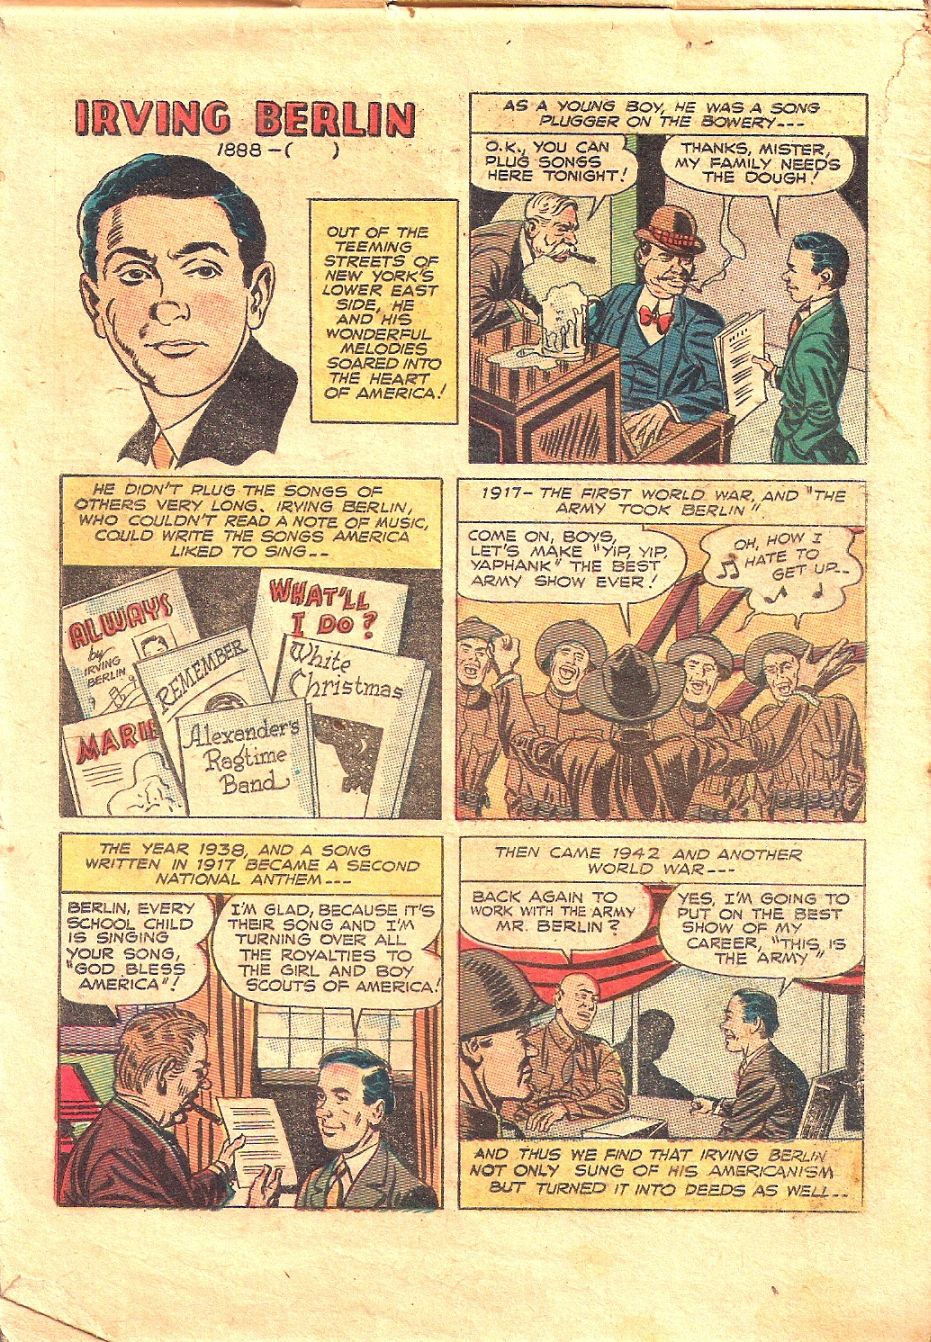 IRVING BERLIN
1888-( )
OUT OF THE
TEEMING
STREETS OF
NEW YORK'S
LOWER EAST
SIDE, HE
AND HIS
WONDERFUL
MELODIES
SOARED INTO
THE HEART
OF AMERICA!
AS A YOUNG BOY, HE WAS A SONG
PLUGGER ON THE BOWERY---
O.K., YOU CAN
PLUG SONGS
HERE TONIGHT!
THANKS, MISTER,
MY FAMILY NEEDS
THE DOUGH!
HE DIDN'T PLUG THE SONGS OF
OTHERS VERY LONG. IRVING BERLIN,
WHO COULDN'T READ A NOTE OF MUSIC,
COULD WRITE THE SONGS AMERICA
LIKED TO SING--
ALWAYS
by
IRVING
BERLIN
WHAT'LL
I DO?
REMEMBER
White
Christmas
MARIE
Alexander's
Ragtime
Band
1917- THE FIRST WORLD WAR, AND "THE
ARMY TOOK BERLIN"
COME ON, BOYS,
LET'S MAKE "YIP, YIP,
YAPHANK" THE BEST
ARMY SHOW EVER!
OH, HOW I
HATE TO
GET UP--
THE YEAR 1938, AND A SONG
WRITTEN IN 1917 BECAME A SECOND
NATIONAL ANTHEM---
BERLIN, EVERY
SCHOOL CHILD
IS SINGING
YOUR SONG,
"GOD BLESS
AMERICA"!
I'M GLAD, BECAUSE IT'S
THEIR SONG AND I'M
TURNING OVER ALL
THE ROYALTIES TO
THE GIRL AND BOY
SCOUTS OF AMERICA!
THEN CAME 1942 AND ANOTHER
WORLD WAR---
BACK AGAIN TO
WORK WITH THE ARMY
MR. BERLIN?
YES, I'M GOING TO
PUT ON THE BEST
SHOW OF MY
CAREER, "THIS IS
THE ARMY"
AND THUS WE FIND THAT IRVING BERLIN
NOT ONLY SUNG OF HIS AMERICANISM
BUT TURNED IT INTO DEEDS AS WELL--